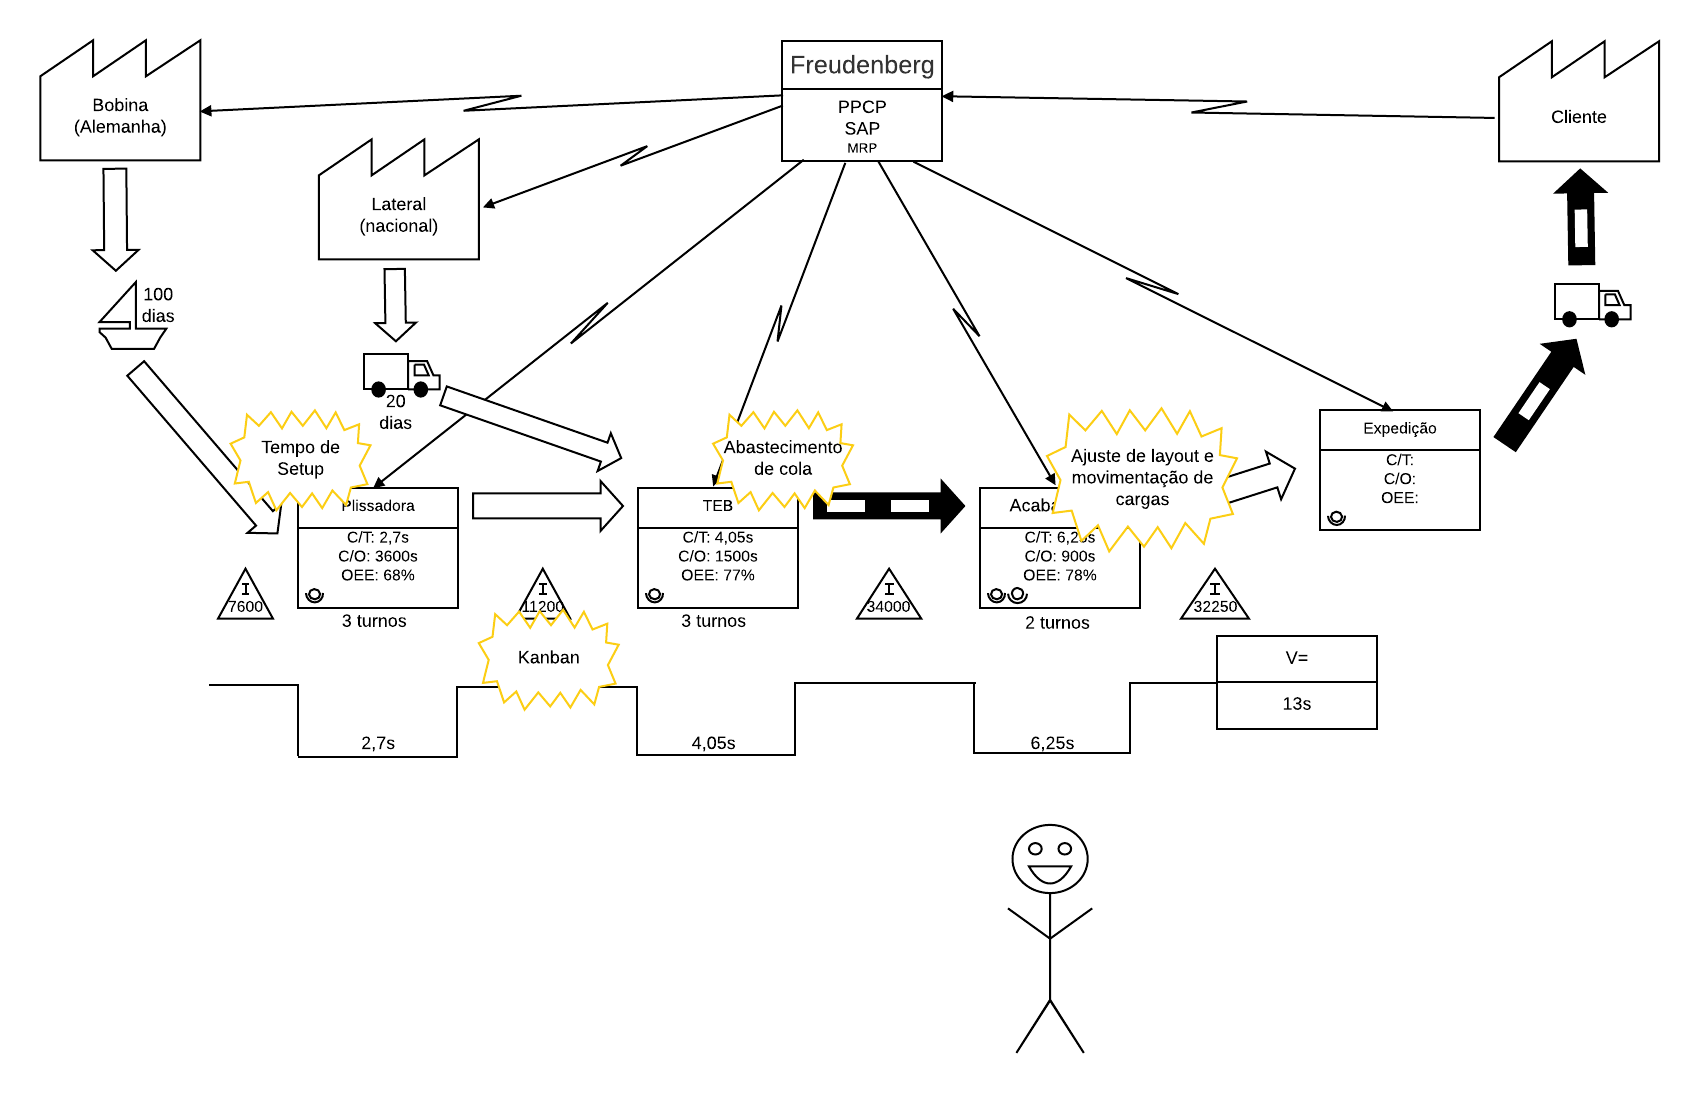 Freudenberg
PPCP
SAP
MRP
Bobina
(Alemanha)
Cliente
Lateral
(nacional)
100
dias
20
dias
Tempo de
Setup
Abastecimento
de cola
Ajuste de layout e
movimentação de
cargas
Expedição
C/T:
C/O:
OEE:
Plissadora
C/T: 2,7s
C/O: 3600s
OEE: 68%
3 turnos
TEB
C/T: 4,05s
C/O: 1500s
OEE: 77%
3 turnos
C/T: 6,25s
C/O: 900s
OEE: 78%
2 turnos
I
7600
I
11200
I
34000
I
32250
Kanban
V=
13s
2,7s
4,05s
6,25s